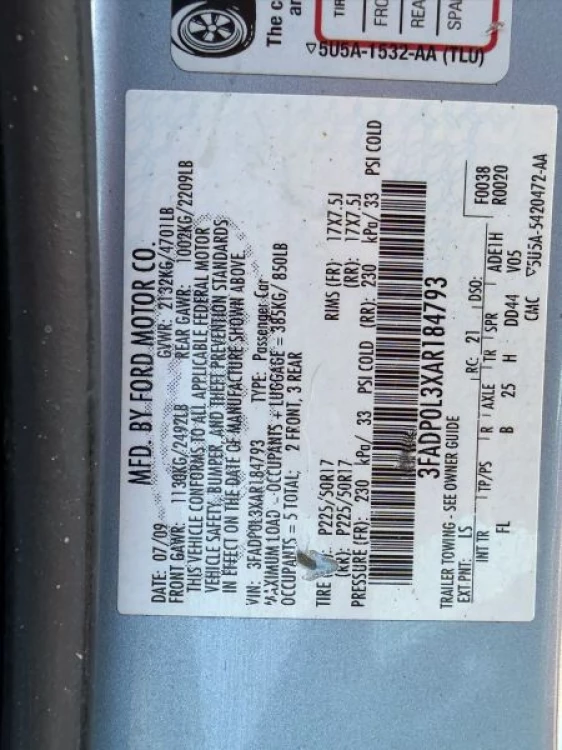 The c
ar
TIR
FRO
REA
SPA
▽5U5A-1532-AA (TLU)
MFD. BY FORD MOTOR CO.
DATE: 07/09 GVWR: 2132KG/4701LB
FRONT GAWR: 1130KG/2492LB REAR GAWR: 1002KG/2209LB
THIS VEHICLE CONFORMS TO ALL APPLICABLE FEDERAL MOTOR
VEHICLE SAFETY, BUMPER, AND THEFT PREVENTION STANDARDS
IN EFFECT ON THE DATE OF MANUFACTURE SHOWN ABOVE
VIN: 3FADP0L3XAR184793 TYPE: Passenger Car
MAXIMUM LOAD - OCCUPANTS + LUGGAGE = 385KG/ 850LB
OCCUPANTS = 5 TOTAL; 2 FRONT, 3 REAR
TIRE P225/50R17 RIMS (FR): 17X7.5J
(RR): P225/50R17 (RR): 17X7.5J
PRESSURE (FR): 230 kPa/ 33 PSI COLD (RR): 230 kPa/ 33 PSI COLD
3FADP0L3XAR184793
TRAILER TOWING - SEE OWNER GUIDE F0038
EXT PNT: LS RC: 21 DSO: R0020
INT TR TP/PS R AXLE TR SPR ADE1H
FL B 25 H DD44 V05
CMC ▽5U5A-5420472-AA